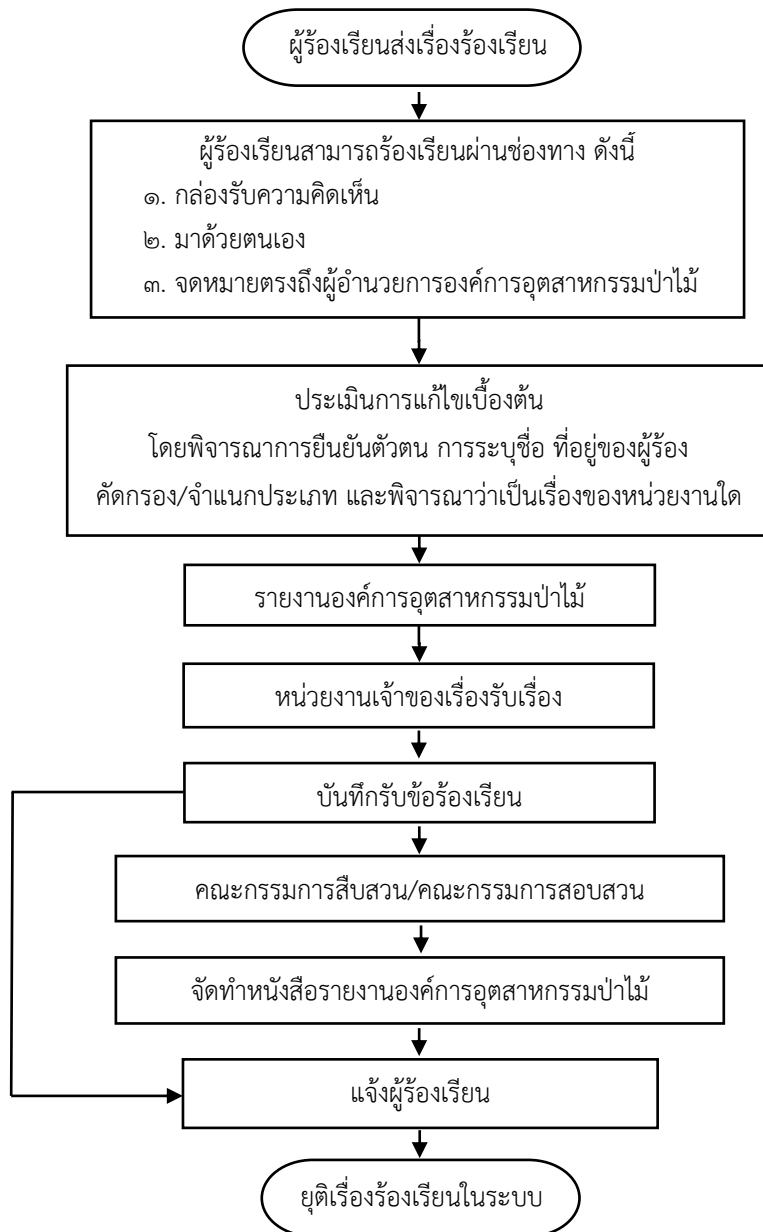 ผู้ร้องเรียนส่งเรื่องร้องเรียน
ผู้ร้องเรียนสามารถร้องเรียนผ่านช่องทาง ดังนี้
๑. กล่องรับความคิดเห็น
๒. มาด้วยตนเอง
๓. จดหมายตรงถึงผู้อำนวยการองค์การอุตสาหกรรมป่าไม้
ประเมินการแก้ไขเบื้องต้น
โดยพิจารณาการยืนยันตัวตน การระบุชื่อ ที่อยู่ของผู้ร้อง
คัดกรอง/จำแนกประเภท และพิจารณาว่าเป็นเรื่องของหน่วยงานใด
รายงานองค์การอุตสาหกรรมป่าไม้
หน่วยงานเจ้าของเรื่องรับเรื่อง
บันทึกรับข้อร้องเรียน
คณะกรรมการสืบสวน/คณะกรรมการสอบสวน
จัดทำหนังสือรายงานองค์การอุตสาหกรรมป่าไม้
แจ้งผู้ร้องเรียน
ยุติเรื่องร้องเรียนในระบบ